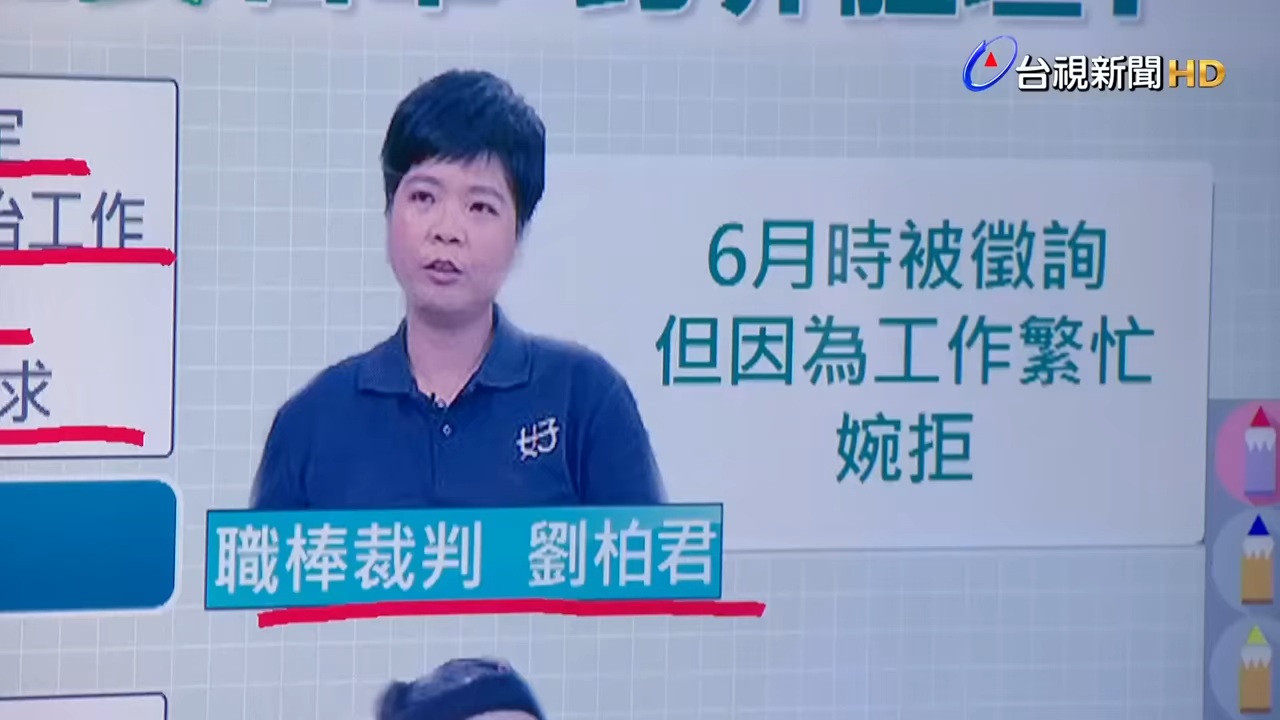 台視新聞HD
工作
求
6月時被徵詢
但因為工作繁忙
婉拒
好
職棒裁判 劉柏君